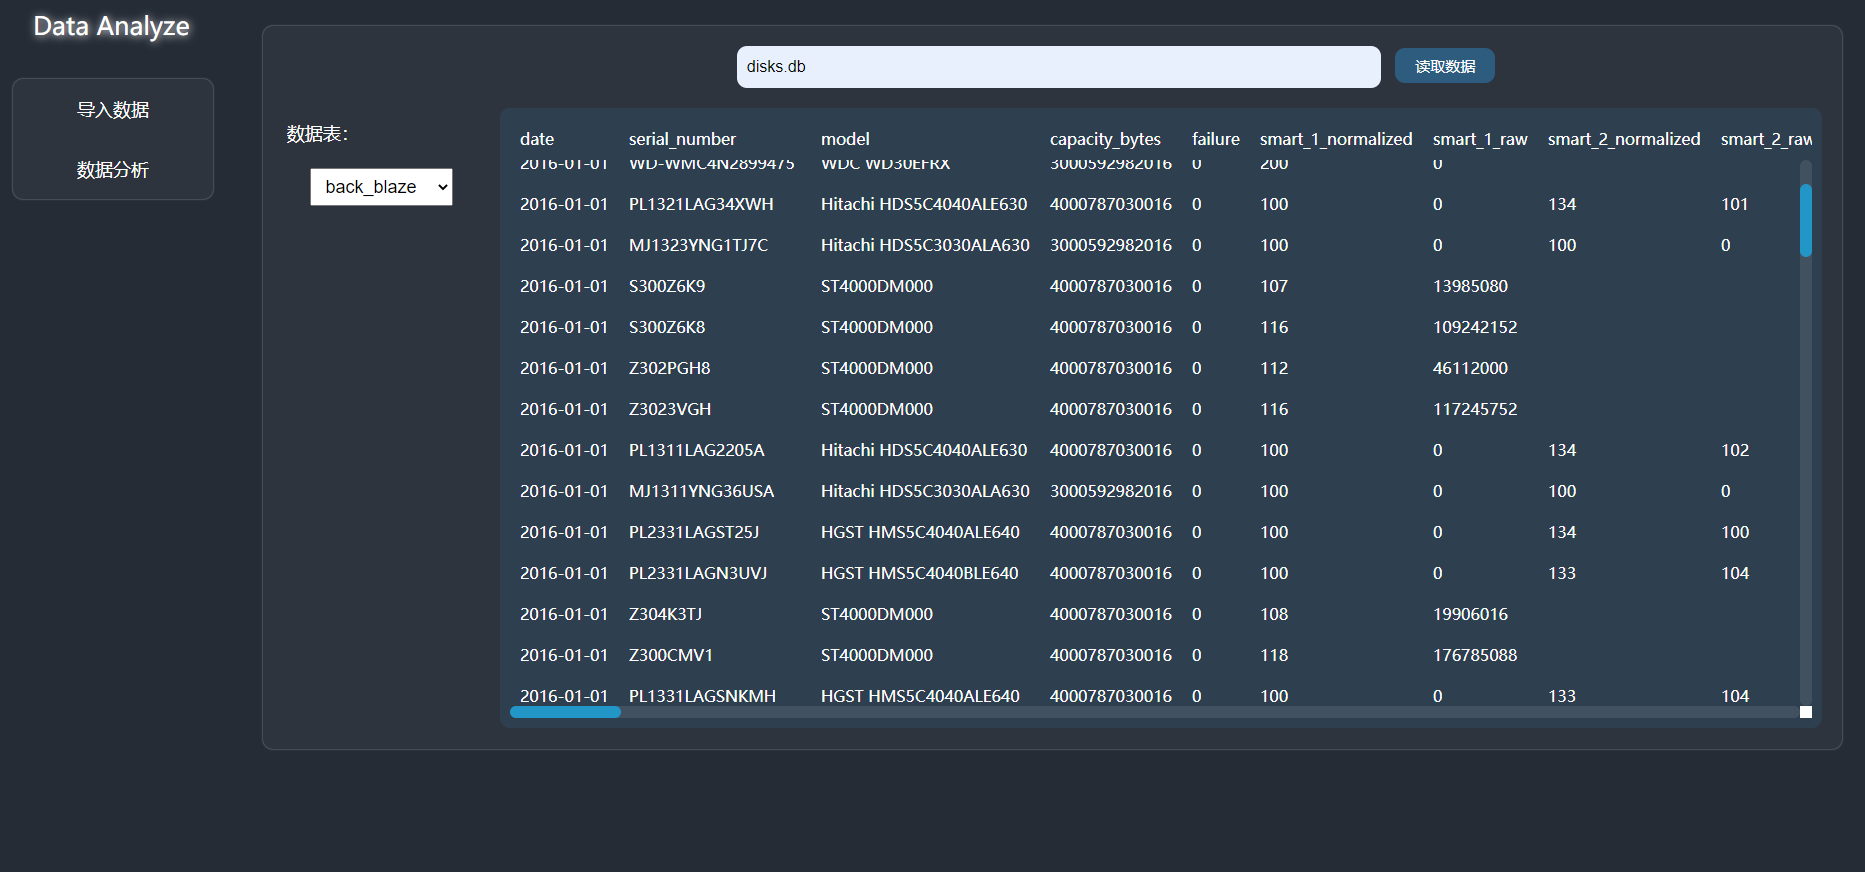 Data Analyze
导入数据
数据分析
disks.db
读取数据
数据表:
back_blaze
date serial_number model capacity_bytes failure smart_1_normalized smart_1_raw smart_2_normalized smart_2_raw
2016-01-01 WD-WMC4N2899475 WDC WD30EFRX 3000592982016 0 200 0
2016-01-01 PL1321LAG34XWH Hitachi HDS5C4040ALE630 4000787030016 0 100 0 134 101
2016-01-01 MJ1323YNG1TJ7C Hitachi HDS5C3030ALA630 3000592982016 0 100 0 100 0
2016-01-01 S300Z6K9 ST4000DM000 4000787030016 0 107 13985080
2016-01-01 S300Z6K8 ST4000DM000 4000787030016 0 116 109242152
2016-01-01 Z302PGH8 ST4000DM000 4000787030016 0 112 46112000
2016-01-01 Z3023VGH ST4000DM000 4000787030016 0 116 117245752
2016-01-01 PL1311LAG2205A Hitachi HDS5C4040ALE630 4000787030016 0 100 0 134 102
2016-01-01 MJ1311YNG36USA Hitachi HDS5C3030ALA630 3000592982016 0 100 0 100 0
2016-01-01 PL2331LAGST25J HGST HMS5C4040ALE640 4000787030016 0 100 0 134 100
2016-01-01 PL2331LAGN3UVJ HGST HMS5C4040BLE640 4000787030016 0 100 0 133 104
2016-01-01 Z304K3TJ ST4000DM000 4000787030016 0 108 19906016
2016-01-01 Z300CMV1 ST4000DM000 4000787030016 0 118 176785088
2016-01-01 PL1331LAGSNKMH HGST HMS5C4040ALE640 4000787030016 0 100 0 133 104